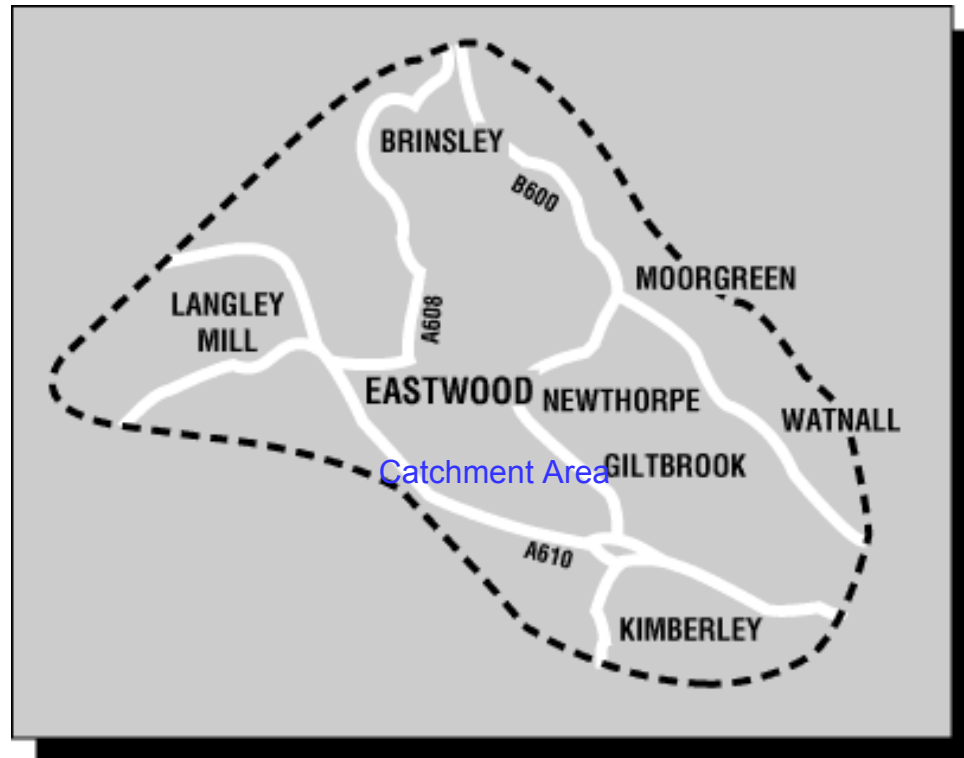 BRINSLEY
B600
MOORGREEN
LANGLEY
MILL
A608
EASTWOOD
NEWTHORPE
WATNALL
Catchment Area
GILTBROOK
A610
KIMBERLEY